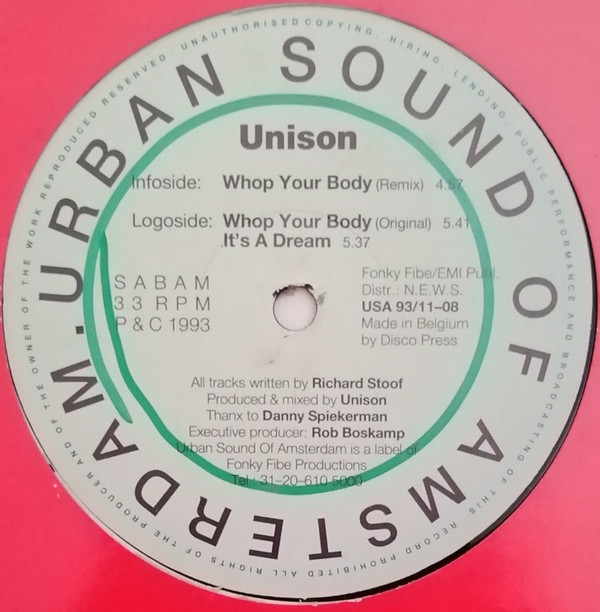 URBAN SOUND OF AMSTERDAM.
ALL RIGHTS OF THE PRODUCER AND OF THE OWNER OF THE WORK REPRODUCED RESERVED. UNAUTHORISED COPYING, HIRING, LENDING, PUBLIC PERFORMANCE AND BROADCASTING OF THIS RECORD PROHIBITED
Unison
Infoside: Whop Your Body (Remix) 4.57
Logoside: Whop Your Body (Original) 5.41
It's A Dream 5.37
SABAM
33 RPM
P & C 1993
Fonky Fibe/EMI Publ.
Distr.: N.E.W.S.
USA 93/11–08
Made in Belgium
by Disco Press
All tracks written by Richard Stoof
Produced & mixed by Unison
Thanx to Danny Spiekerman
Executive producer: Rob Boskamp
Urban Sound Of Amsterdam is a label of
Fonky Fibe Productions
Tel.: 31–20–610 5000